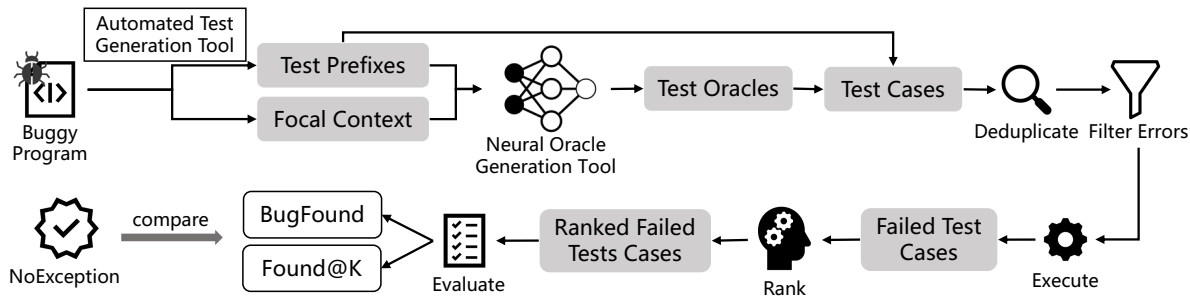 Automated Test
Generation Tool
Buggy
Program
Test Prefixes
Focal Context
Neural Oracle
Generation Tool
Test Oracles
Test Cases
Deduplicate
Filter Errors
NoException
compare
BugFound
Found@K
Evaluate
Ranked Failed
Tests Cases
Rank
Failed Test
Cases
Execute